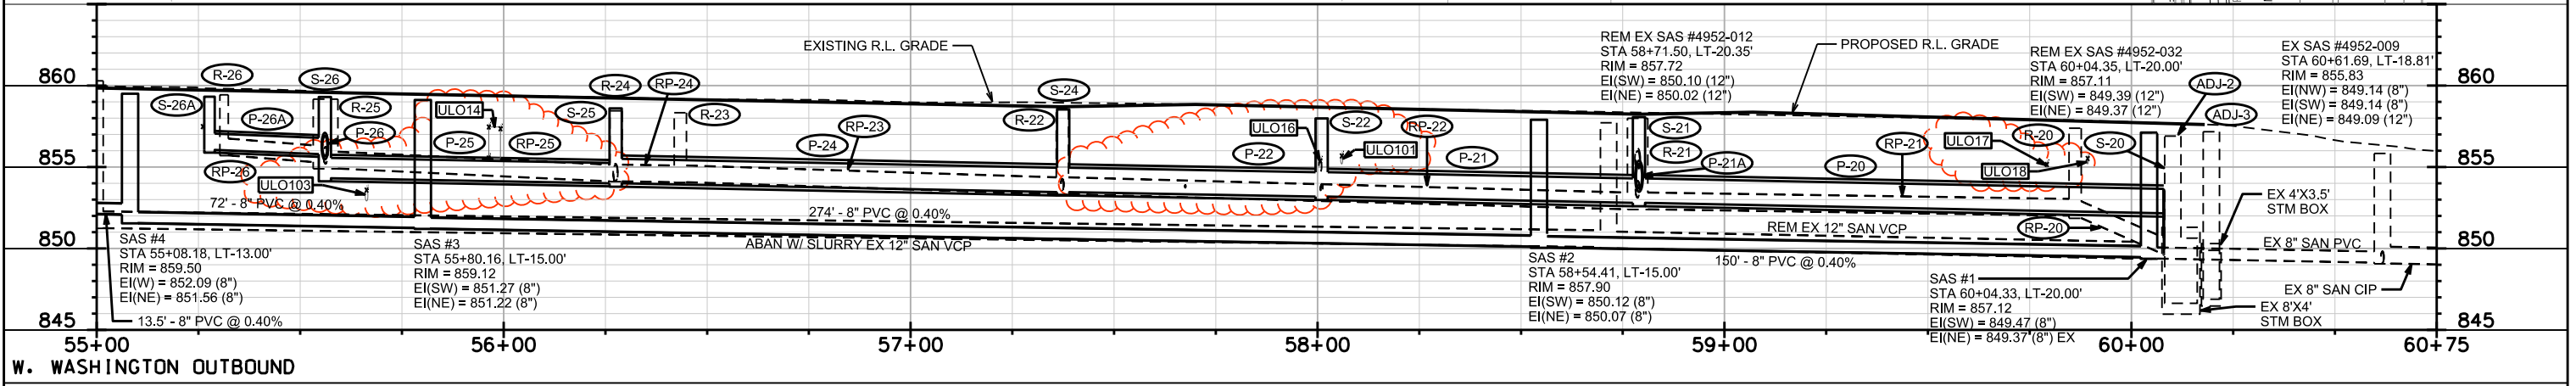 860
855
850
845
860
855
850
845
EXISTING R.L. GRADE
PROPOSED R.L. GRADE
REM EX SAS #4952-012
STA 58+71.50, LT-20.35'
RIM = 857.72
EI(SW) = 850.10 (12")
EI(NE) = 850.02 (12")
REM EX SAS #4952-032
STA 60+04.35, LT-20.00'
RIM = 857.11
EI(SW) = 849.39 (12")
EI(NE) = 849.37 (12")
EX SAS #4952-009
STA 60+61.69, LT-18.81'
RIM = 855.83
EI(NW) = 849.14 (8")
EI(SW) = 849.14 (8")
EI(NE) = 849.09 (12")
R-26
S-26
S-26A
R-25
P-26A
P-26
RP-26
ULO103
ULO14
P-25
RP-25
S-25
R-24
RP-24
R-23
P-24
RP-23
S-24
R-22
ULO16
S-22
RP-22
ULO101
P-22
P-21
S-21
R-21
P-21A
P-20
RP-21
ULO17
R-20
S-20
ULO18
RP-20
ADJ-2
ADJ-3
72' - 8" PVC @ 0.40%
274' - 8" PVC @ 0.40%
ABAN W/ SLURRY EX 12" SAN VCP
REM EX 12" SAN VCP
150' - 8" PVC @ 0.40%
13.5' - 8" PVC @ 0.40%
EX 4'X3.5'
STM BOX
EX 8" SAN PVC
EX 8" SAN CIP
EX 8'X4'
STM BOX
SAS #4
STA 55+08.18, LT-13.00'
RIM = 859.50
EI(W) = 852.09 (8")
EI(NE) = 851.56 (8")
SAS #3
STA 55+80.16, LT-15.00'
RIM = 859.12
EI(SW) = 851.27 (8")
EI(NE) = 851.22 (8")
SAS #2
STA 58+54.41, LT-15.00'
RIM = 857.90
EI(SW) = 850.12 (8")
EI(NE) = 850.07 (8")
SAS #1
STA 60+04.33, LT-20.00'
RIM = 857.12
EI(SW) = 849.47 (8")
EI(NE) = 849.37 (8") EX
55+00
56+00
57+00
58+00
59+00
60+00
60+75
W. WASHINGTON OUTBOUND